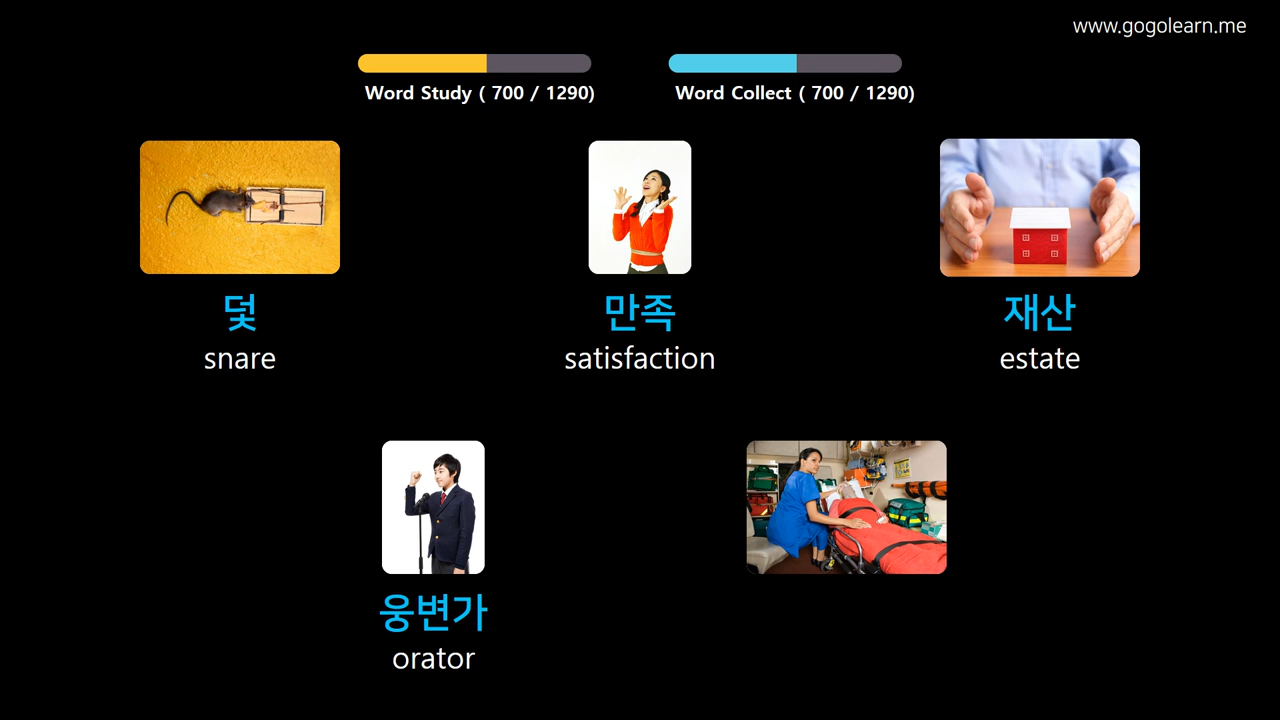 www.gogolearn.me
Word Study ( 700 / 1290)
Word Collect ( 700 / 1290)
덫
만족
재산
snare
satisfaction
estate
웅변가
orator